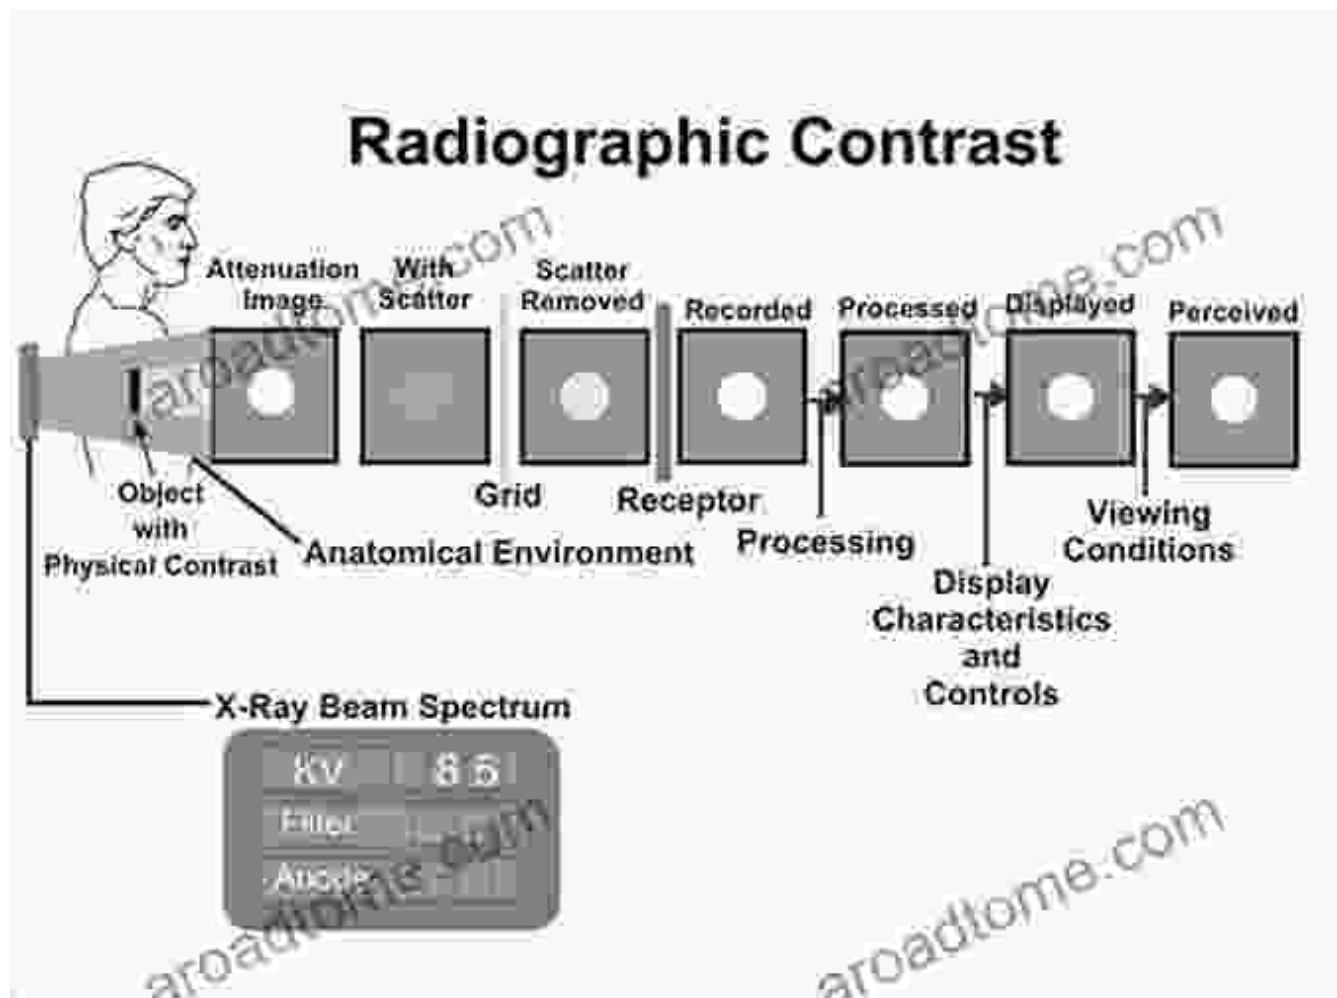 Radiographic Contrast
Attenuation
Image
With
Scatter
Scatter
Removed
Recorded
Processed
Displayed
Perceived
Object
with
Physical Contrast
Anatomical Environment
Grid
Receptor
Processing
Display
Characteristics
and
Controls
Viewing
Conditions
X-Ray Beam Spectrum
KV 86
Filter
Anode
aroadtome.com
aroadtome.com
aroadtome.com
aroadtome.com